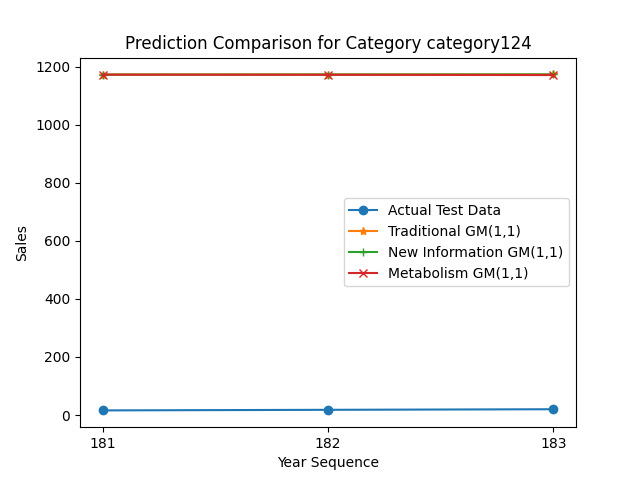 Prediction Comparison for Category category124
1200
1000
800
600
400
200
0
Sales
Actual Test Data
Traditional GM(1,1)
New Information GM(1,1)
Metabolism GM(1,1)
181
182
183
Year Sequence